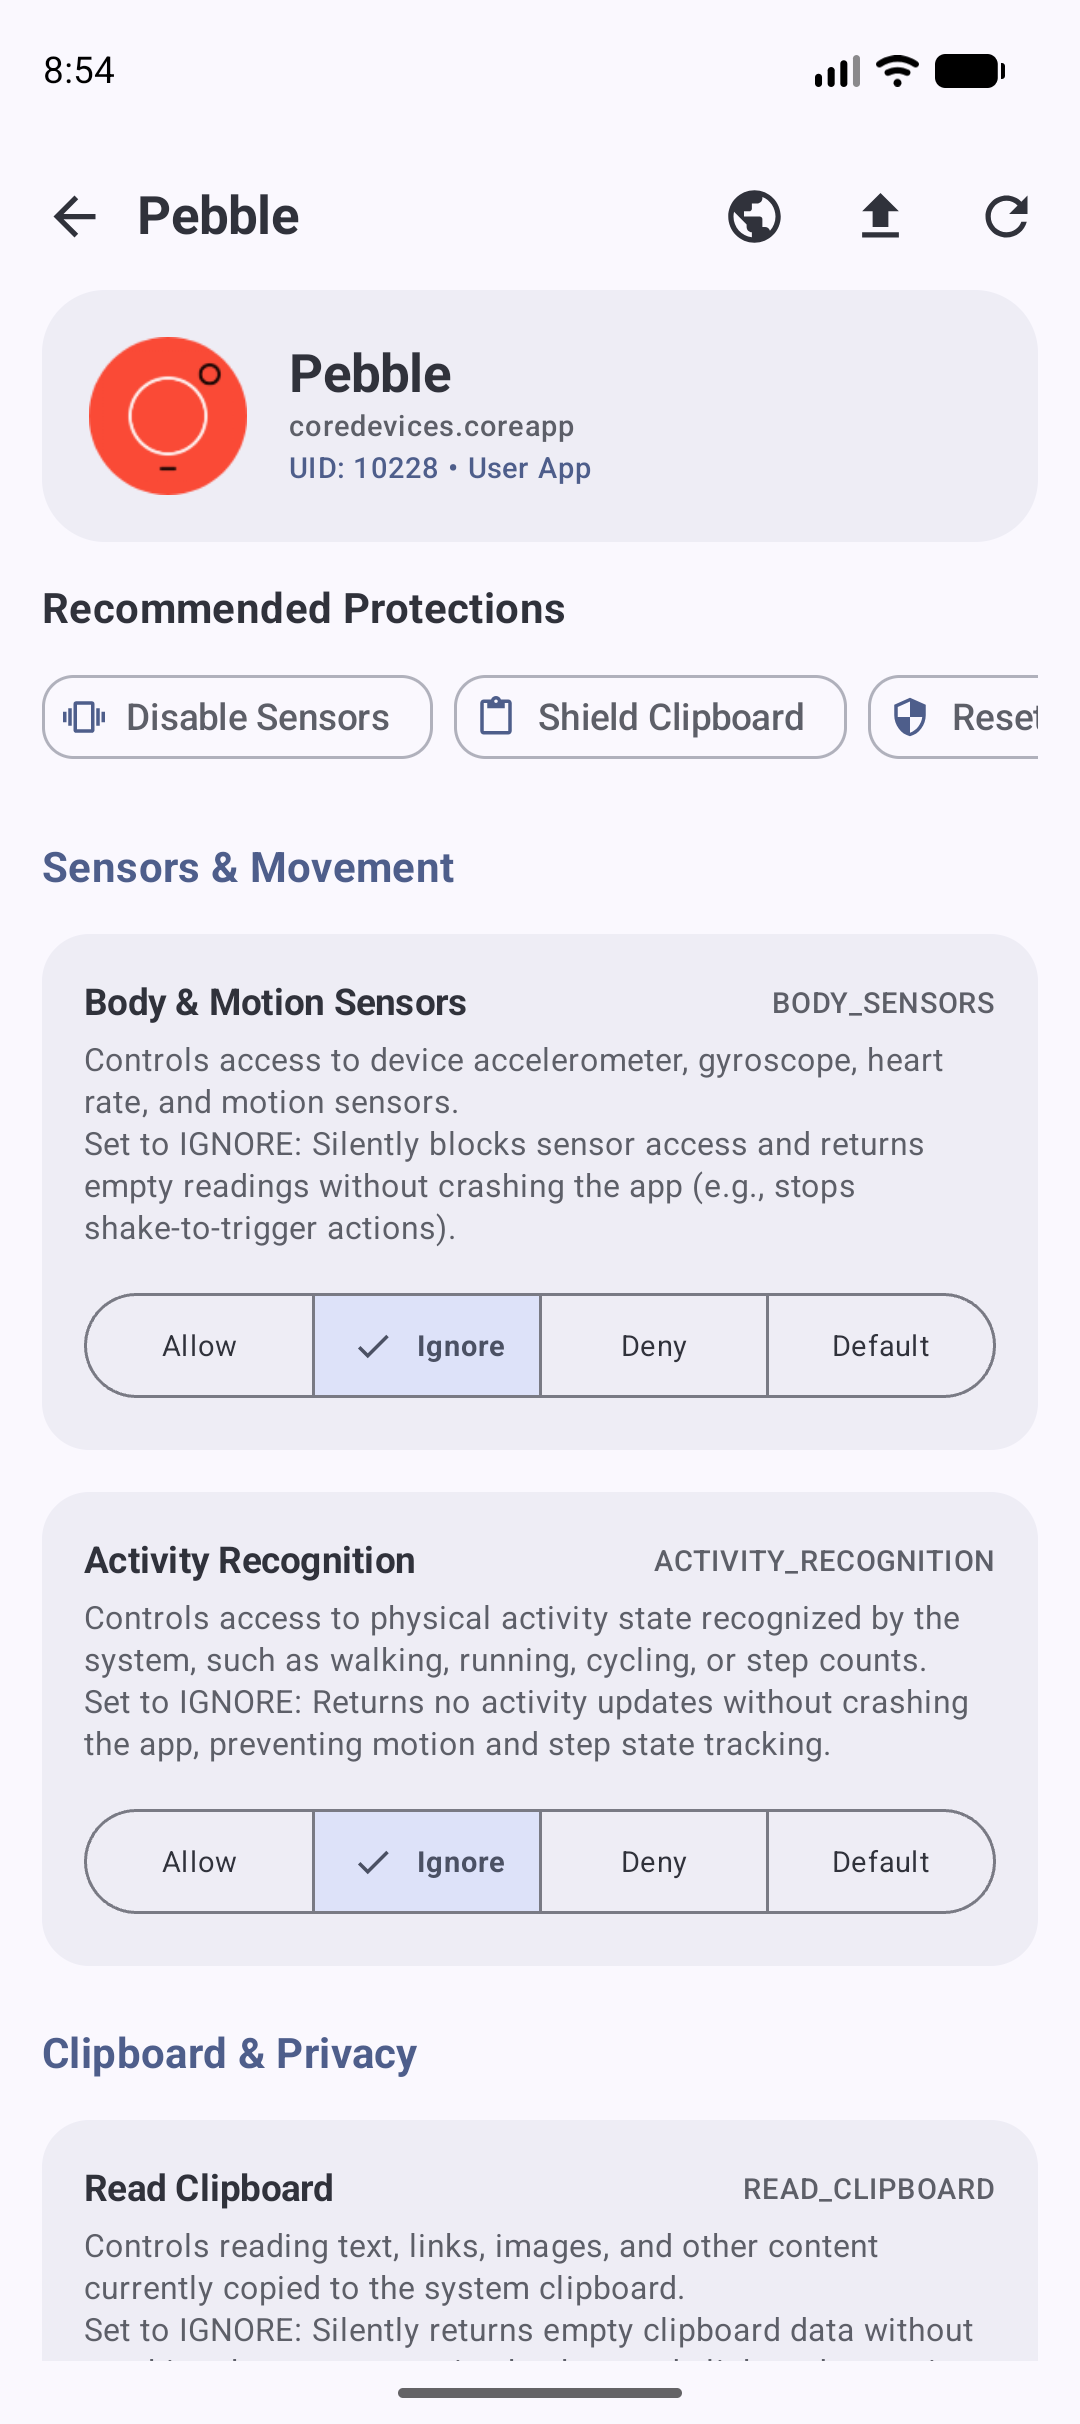 8:54
Pebble
Pebble
coredevices.coreapp
UID: 10228 • User App
Recommended Protections
Disable Sensors
Shield Clipboard
Reset
Sensors & Movement
Body & Motion Sensors
BODY_SENSORS
Controls access to device accelerometer, gyroscope, heart
rate, and motion sensors.
Set to IGNORE: Silently blocks sensor access and returns
empty readings without crashing the app (e.g., stops
shake-to-trigger actions).
Allow
Ignore
Deny
Default
Activity Recognition
ACTIVITY_RECOGNITION
Controls access to physical activity state recognized by the
system, such as walking, running, cycling, or step counts.
Set to IGNORE: Returns no activity updates without crashing
the app, preventing motion and step state tracking.
Allow
Ignore
Deny
Default
Clipboard & Privacy
Read Clipboard
READ_CLIPBOARD
Controls reading text, links, images, and other content
currently copied to the system clipboard.
Set to IGNORE: Silently returns empty clipboard data without